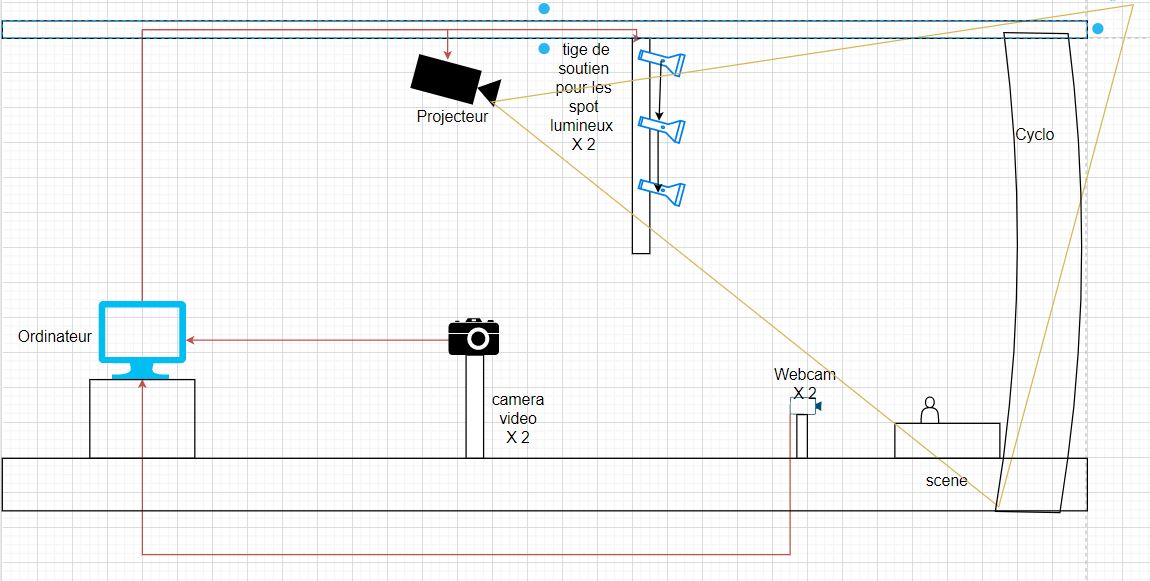 tige de
soutien
pour les
spot
lumineux
X 2
Projecteur
Cyclo
Ordinateur
camera
video
X 2
Webcam
X 2
scene